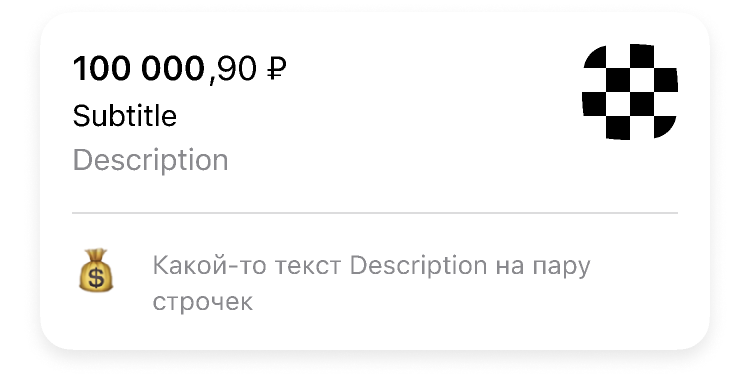 100 000,90 ₽
Subtitle
Description
Какой-то текст Description на пару
строчек